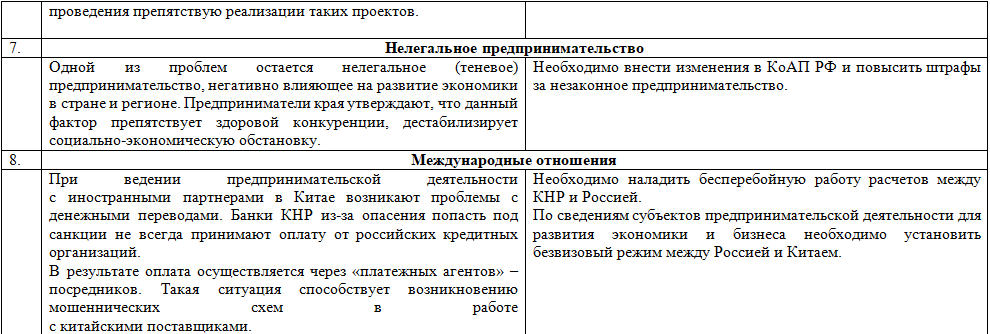 проведения препятствую реализации таких проектов.
7.
Нелегальное предпринимательство
Одной из проблем остается нелегальное (теневое)
предпринимательство, негативно влияющее на развитие экономики
в стране и регионе. Предприниматели края утверждают, что данный
фактор препятствует здоровой конкуренции, дестабилизирует
социально-экономическую обстановку.
Необходимо внести изменения в КоАП РФ и повысить штрафы
за незаконное предпринимательство.
8.
Международные отношения
При ведении предпринимательской деятельности
с иностранными партнерами в Китае возникают проблемы с
денежными переводами. Банки КНР из-за опасения попасть под
санкции не всегда принимают оплату от российских кредитных
организаций.
В результате оплата осуществляется через «платежных агентов» –
посредников. Такая ситуация способствует возникновению
мошеннических схем в работе
с китайскими поставщиками.
Необходимо наладить бесперебойную работу расчетов между
КНР и Россией.
По сведениям субъектов предпринимательской деятельности для
развития экономики и бизнеса необходимо установить
безвизовый режим между Россией и Китаем.